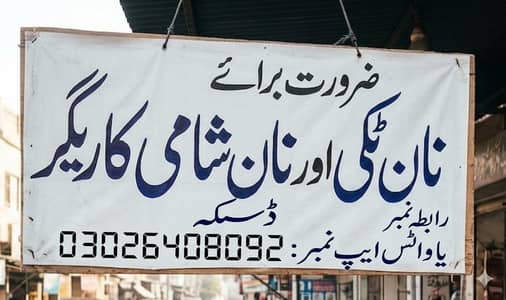 ضرورت برائے
نان ٹکی اور نان شامی کاریگر
رابطہ نمبر ڈسکہ
یا واٹس ایپ نمبر: 03026408092